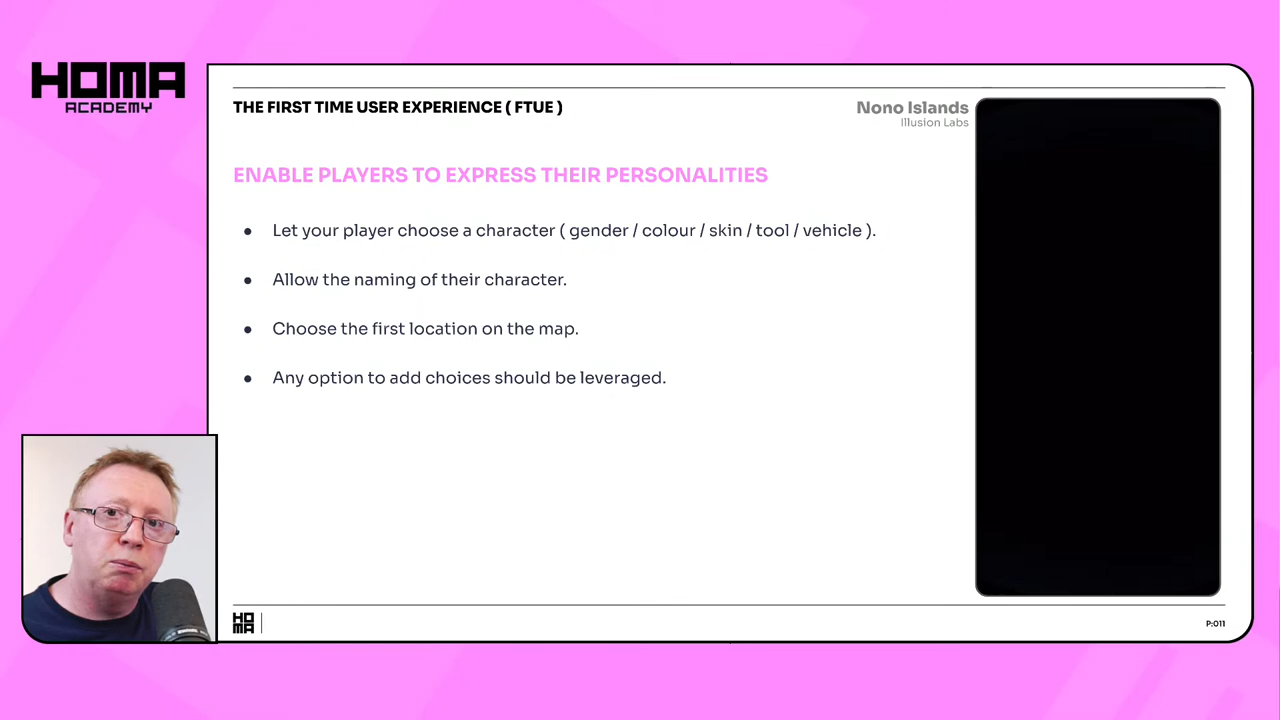 HOMA
ACADEMY
THE FIRST TIME USER EXPERIENCE ( FTUE )
Nono Islands
Illusion Labs
ENABLE PLAYERS TO EXPRESS THEIR PERSONALITIES
● Let your player choose a character ( gender / colour / skin / tool / vehicle ).
● Allow the naming of their character.
● Choose the first location on the map.
● Any option to add choices should be leveraged.
HO
MA
P:011